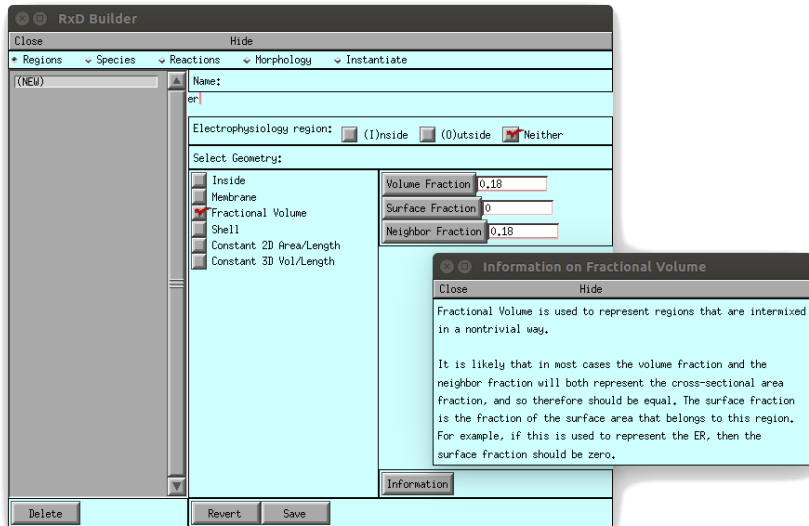 RxD Builder
Close Hide
Regions Species Reactions Morphology Instantiate
(NEW)
Name:
er
Electrophysiology region: (I)nside (O)utside Neither
Select Geometry:
Inside
Membrane
Fractional Volume
Shell
Constant 2D Area/Length
Constant 3D Vol/Length
Volume Fraction 0.18
Surface Fraction 0
Neighbor Fraction 0.18
Information
Delete Revert Save
Information on Fractional Volume
Close Hide
Fractional Volume is used to represent regions that are intermixed
in a nontrivial way.
It is likely that in most cases the volume fraction and the
neighbor fraction will both represent the cross-sectional area
fraction, and so therefore should be equal. The surface fraction
is the fraction of the surface area that belongs to this region.
For example, if this is used to represent the ER, then the
surface fraction should be zero.